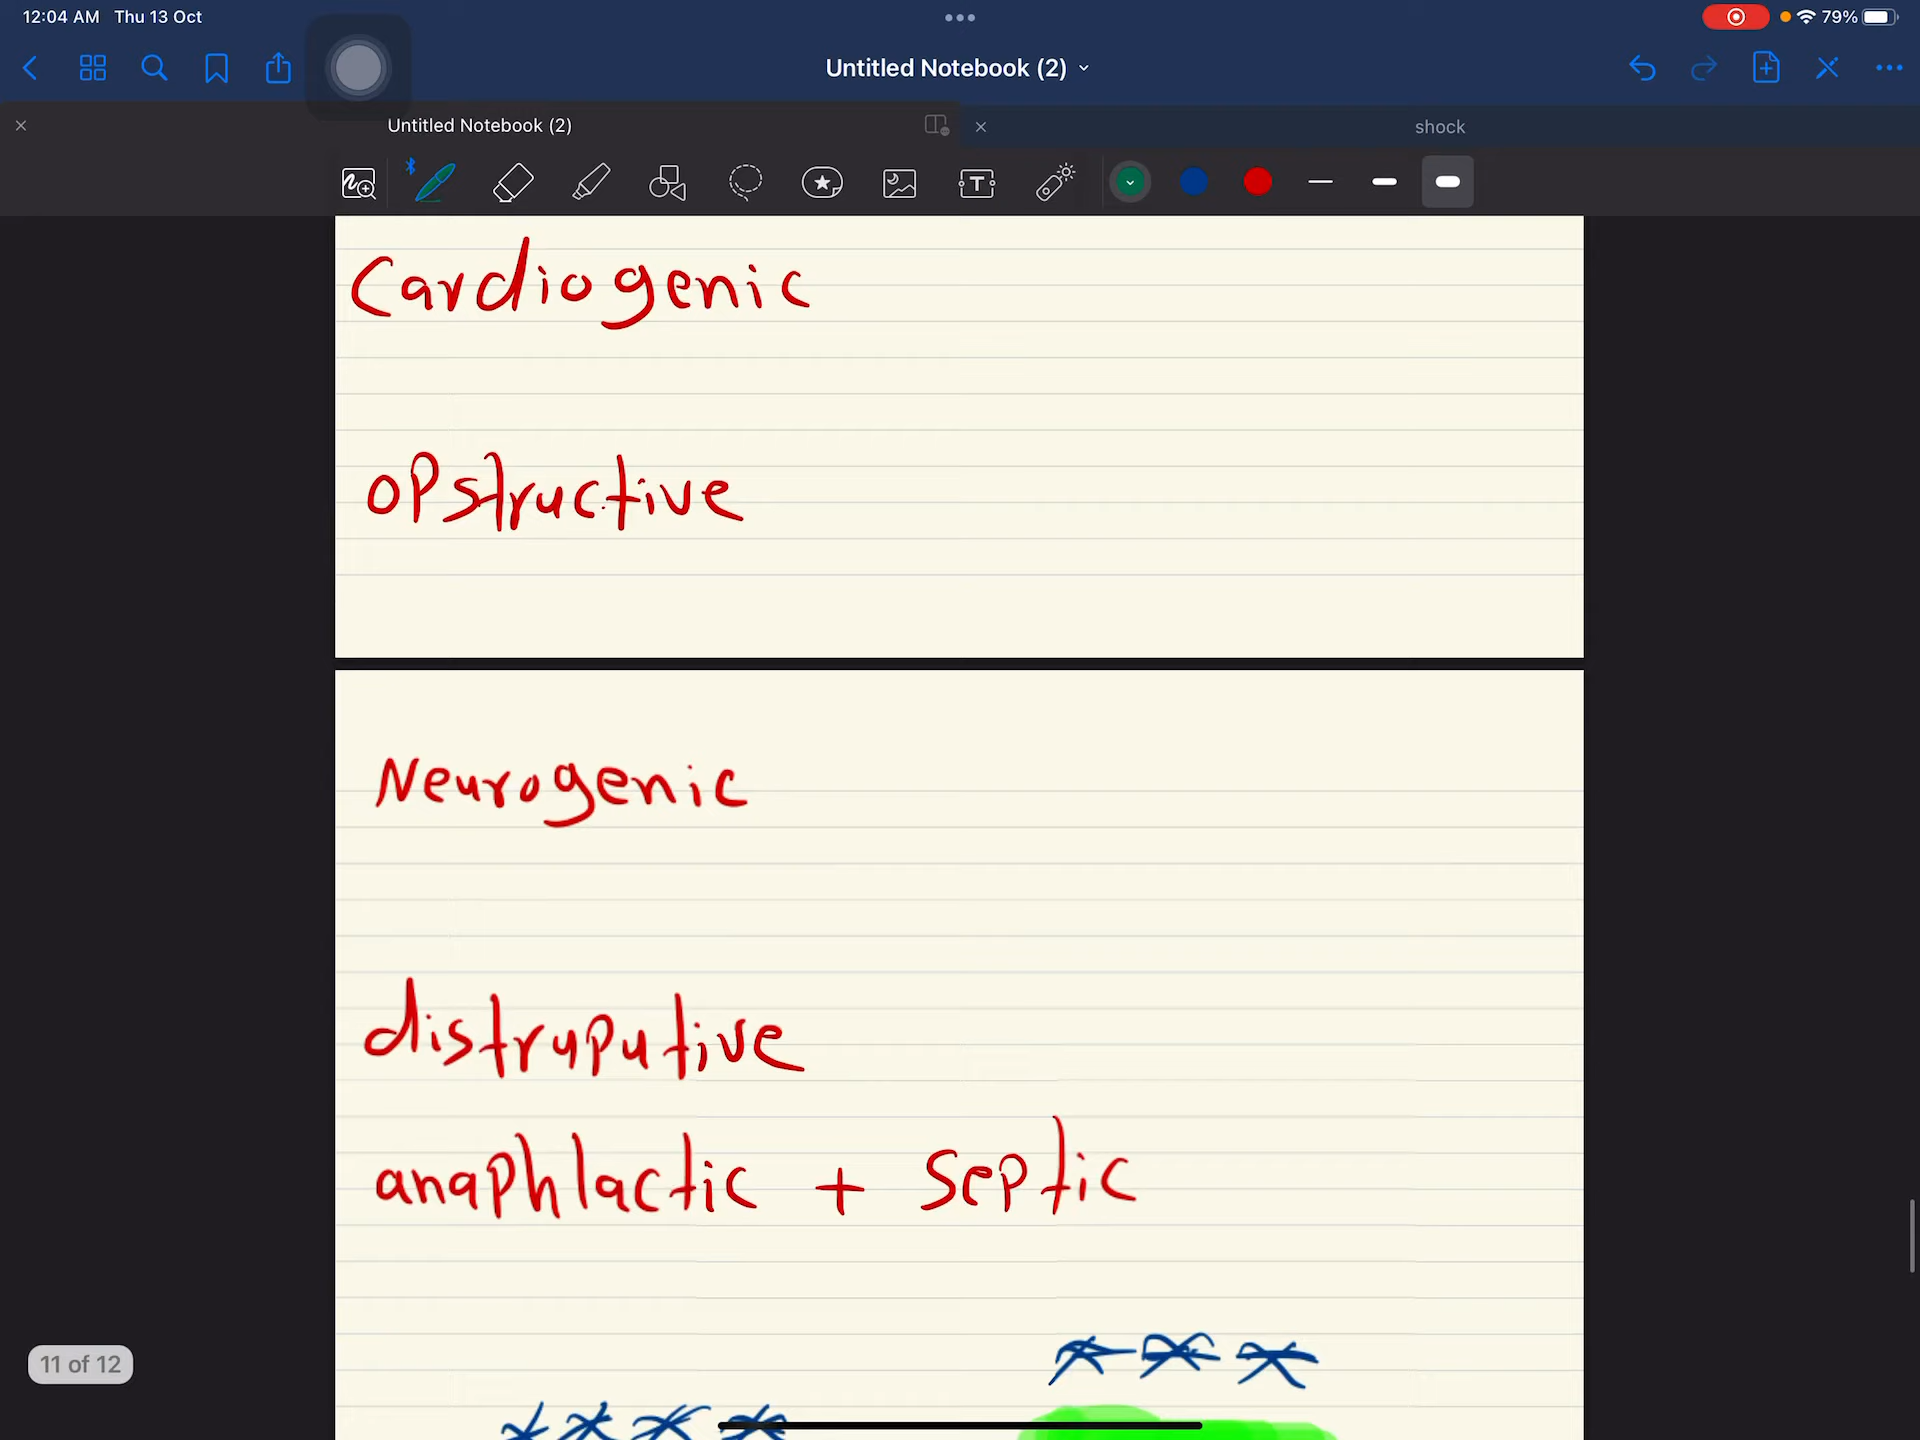 12:04 AM Thu 13 Oct
79%
Untitled Notebook (2)
Untitled Notebook (2)
shock
Cardiogenic
opstructive
Neurogenic
distruputive
anaphlactic + septic
11 of 12